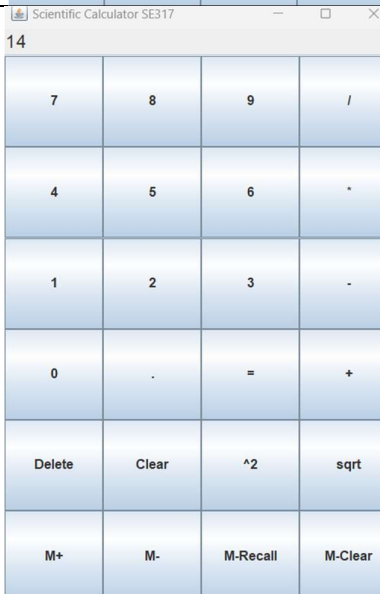 Scientific Calculator SE317
14
7 8 9 /
4 5 6 *
1 2 3 -
0 . = +
Delete Clear ^2 sqrt
M+ M- M-Recall M-Clear